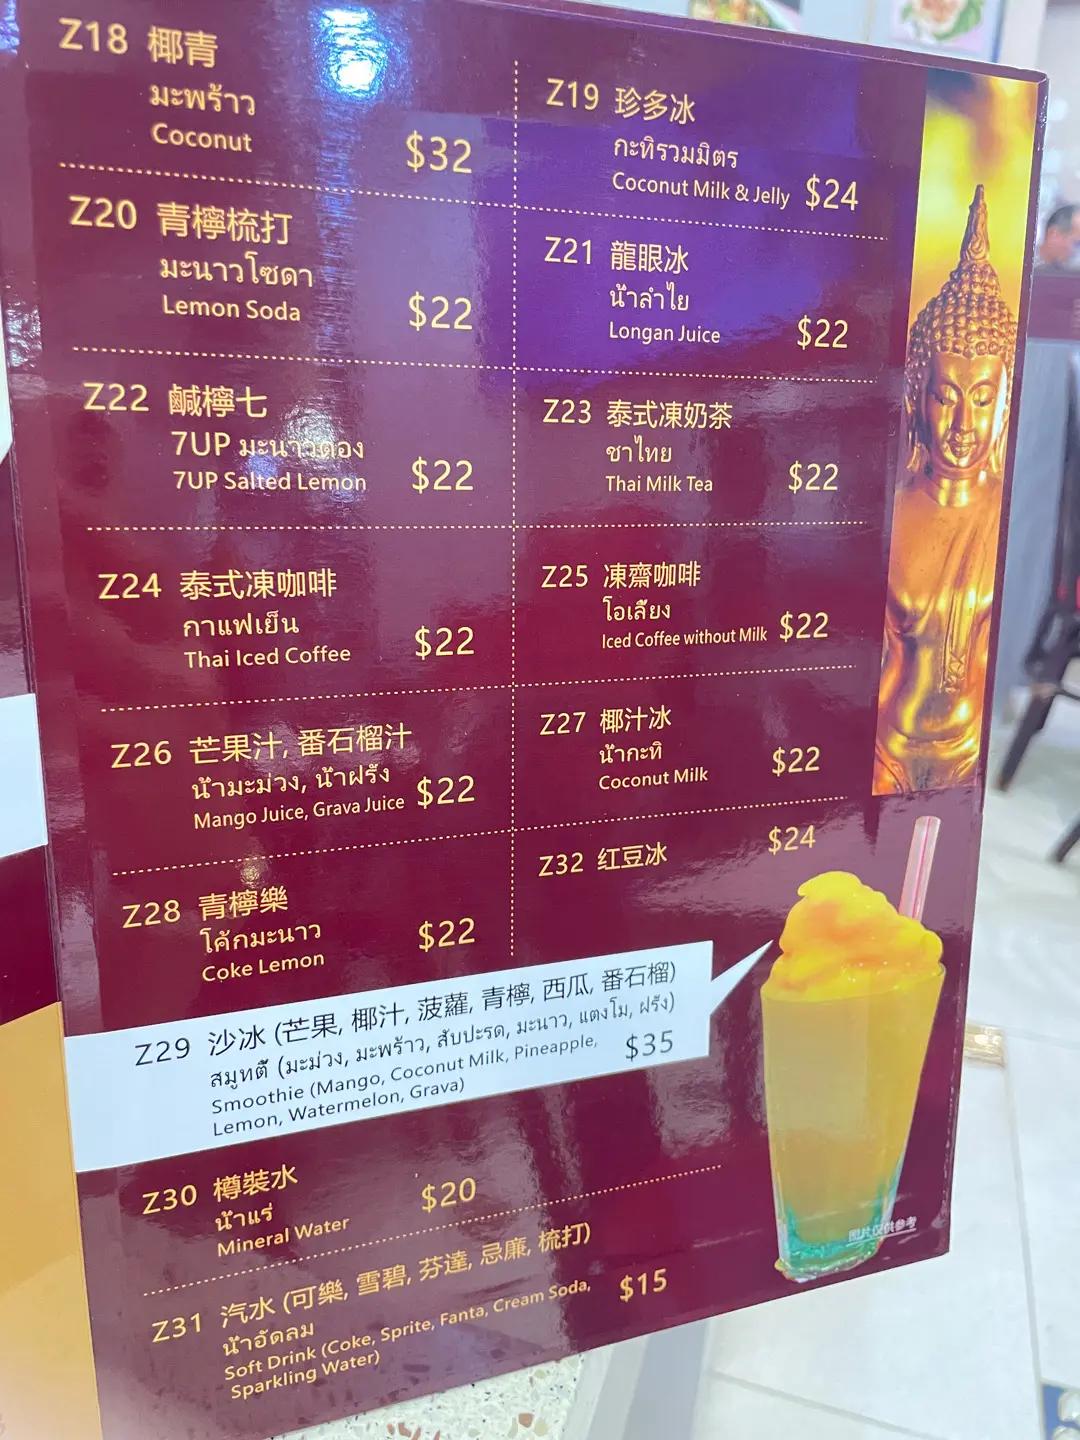 Z18 椰青
มะพร้าว
Coconut
$32
Z19 珍多冰
กะทิรวมมิตร
Coconut Milk & Jelly $24
Z20 青檸梳打
มะนาวโซดา
Lemon Soda
$22
Z21 龍眼冰
น้ำลำไย
Longan Juice
$22
Z22 鹹檸七
7UP มะนาวดอง
7UP Salted Lemon
$22
Z23 泰式凍奶茶
ชาไทย
Thai Milk Tea
$22
Z24 泰式凍咖啡
กาแฟเย็น
Thai Iced Coffee
$22
Z25 凍齋咖啡
โอเลี้ยง
Iced Coffee without Milk $22
Z26 芒果汁, 番石榴汁
น้ำมะม่วง, น้ำฝรั่ง
Mango Juice, Grava Juice $22
Z27 椰汁冰
น้ำกะทิ
Coconut Milk
$22
Z28 青檸樂
โค้กมะนาว
Coke Lemon
$22
Z32 红豆冰
$24
Z29 沙冰 (芒果, 椰汁, 菠蘿, 青檸, 西瓜, 番石榴)
สมูทตี้ (มะม่วง, มะพร้าว, สับปะรด, มะนาว, แตงโม, ฝรั่ง)
Smoothie (Mango, Coconut Milk, Pineapple,
Lemon, Watermelon, Grava)
$35
Z30 樽裝水
น้ำแร่
Mineral Water
$20
Z31 汽水 (可樂, 雪碧, 芬達, 忌廉, 梳打)
น้ำอัดลม
Soft Drink (Coke, Sprite, Fanta, Cream Soda,
Sparkling Water)
$15
图片仅供参考